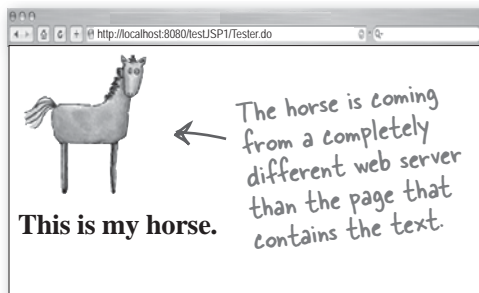 http://localhost:8080/testJSP1/Tester.do
Q-
The horse is coming
from a completely
different web server
than the page that
contains the text.
This is my horse.